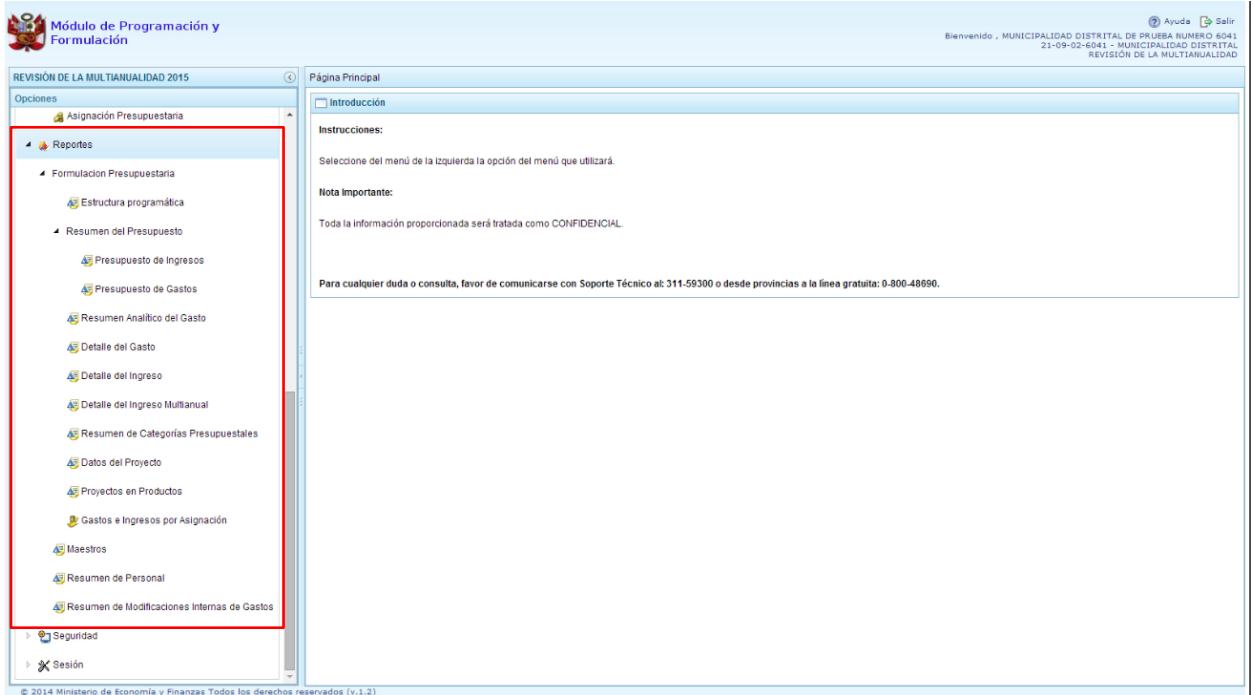 Módulo de Programación y
Formulación
Ayuda Salir
Bienvenido , MUNICIPALIDAD DISTRITAL DE PRUEBA NUMERO 6041
21-09-02-6041 - MUNICIPALIDAD DISTRITAL
REVISIÓN DE LA MULTIANUALIDAD
REVISIÓN DE LA MULTIANUALIDAD 2015
Opciones
Asignación Presupuestaria
Reportes
Formulacion Presupuestaria
Estructura programática
Resumen del Presupuesto
Presupuesto de Ingresos
Presupuesto de Gastos
Resumen Analítico del Gasto
Detalle del Gasto
Detalle del Ingreso
Detalle del Ingreso Multianual
Resumen de Categorías Presupuestales
Datos del Proyecto
Proyectos en Productos
Gastos e Ingresos por Asignación
Maestros
Resumen de Personal
Resumen de Modificaciones Internas de Gastos
Seguridad
Sesión
Página Principal
Introducción
Instrucciones:
Seleccione del menú de la izquierda la opción del menú que utilizará.
Nota Importante:
Toda la información proporcionada será tratada como CONFIDENCIAL.
Para cualquier duda o consulta, favor de comunicarse con Soporte Técnico al: 311-59300 o desde provincias a la línea gratuita: 0-800-48690.
© 2014 Ministerio de Economía y Finanzas Todos los derechos reservados (v.1.2)